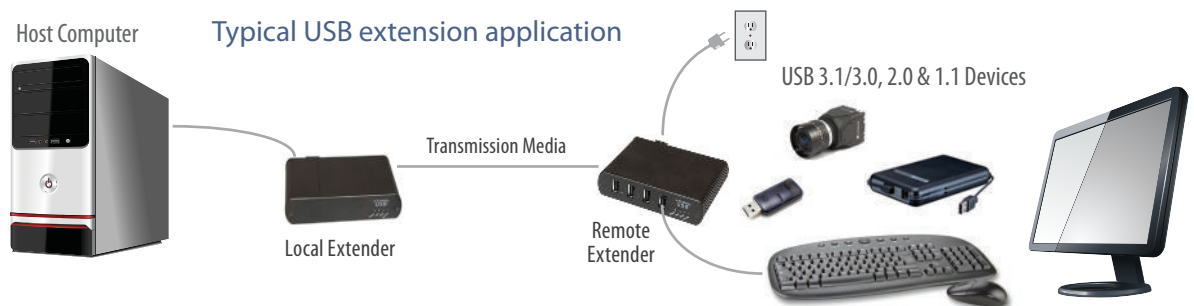 Host Computer
Typical USB extension application
USB 3.1/3.0, 2.0 & 1.1 Devices
Transmission Media
Local Extender
Remote
Extender